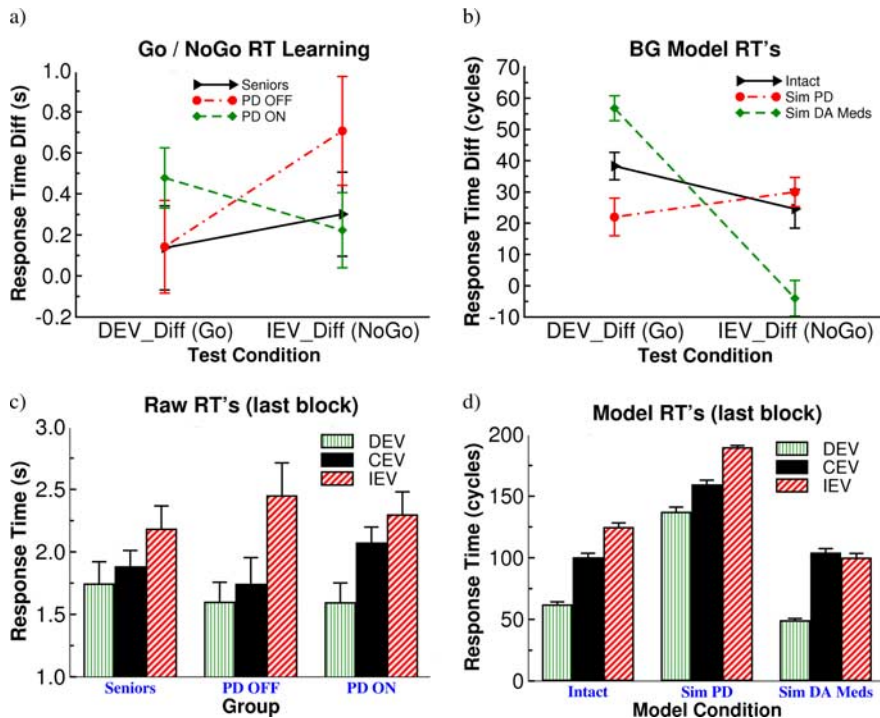 a)
Go / NoGo RT Learning
Response Time Diff (s)
1.0
0.8
0.6
0.4
0.2
0.0
-0.2
Seniors
PD OFF
PD ON
DEV_Diff (Go) IEV_Diff (NoGo)
Test Condition
b)
BG Model RT's
Response Time Diff (cycles)
70
60
50
40
30
20
10
0
-10
Intact
Sim PD
Sim DA Meds
DEV_Diff (Go) IEV_Diff (NoGo)
Test Condition
c)
Raw RT's (last block)
Response Time (s)
3.0
2.5
2.0
1.5
1.0
DEV
CEV
IEV
Seniors PD OFF PD ON
Group
d)
Model RT's (last block)
Response Time (cycles)
200
150
100
50
0
DEV
CEV
IEV
Intact Sim PD Sim DA Meds
Model Condition